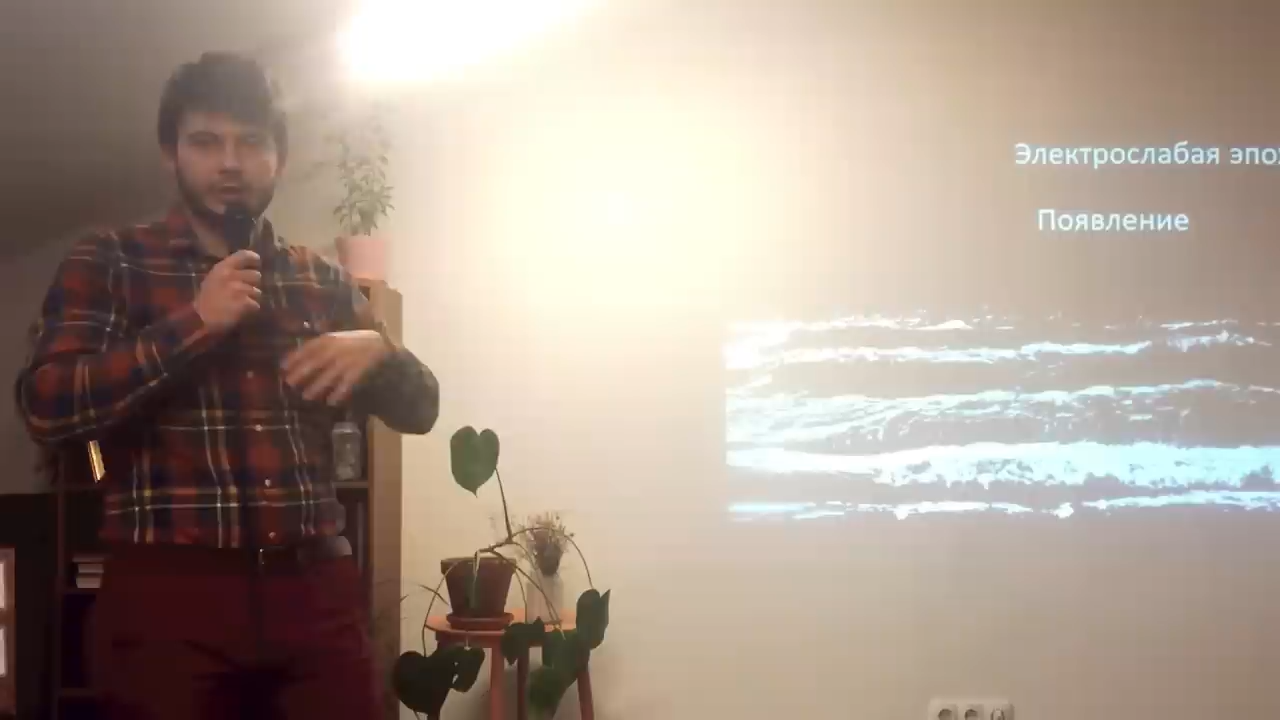 Электрослабая эпо
Появление